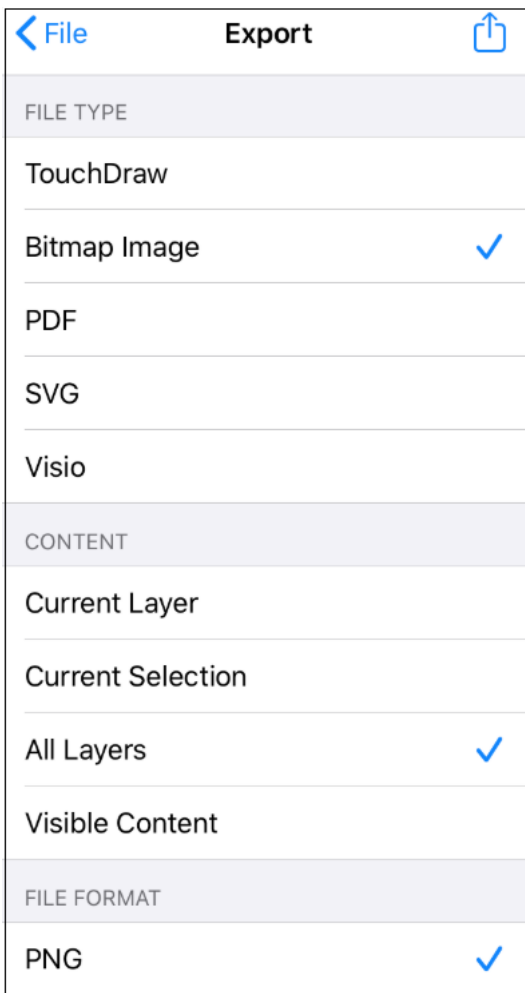 File
Export
FILE TYPE
TouchDraw
Bitmap Image
PDF
SVG
Visio
CONTENT
Current Layer
Current Selection
All Layers
Visible Content
FILE FORMAT
PNG